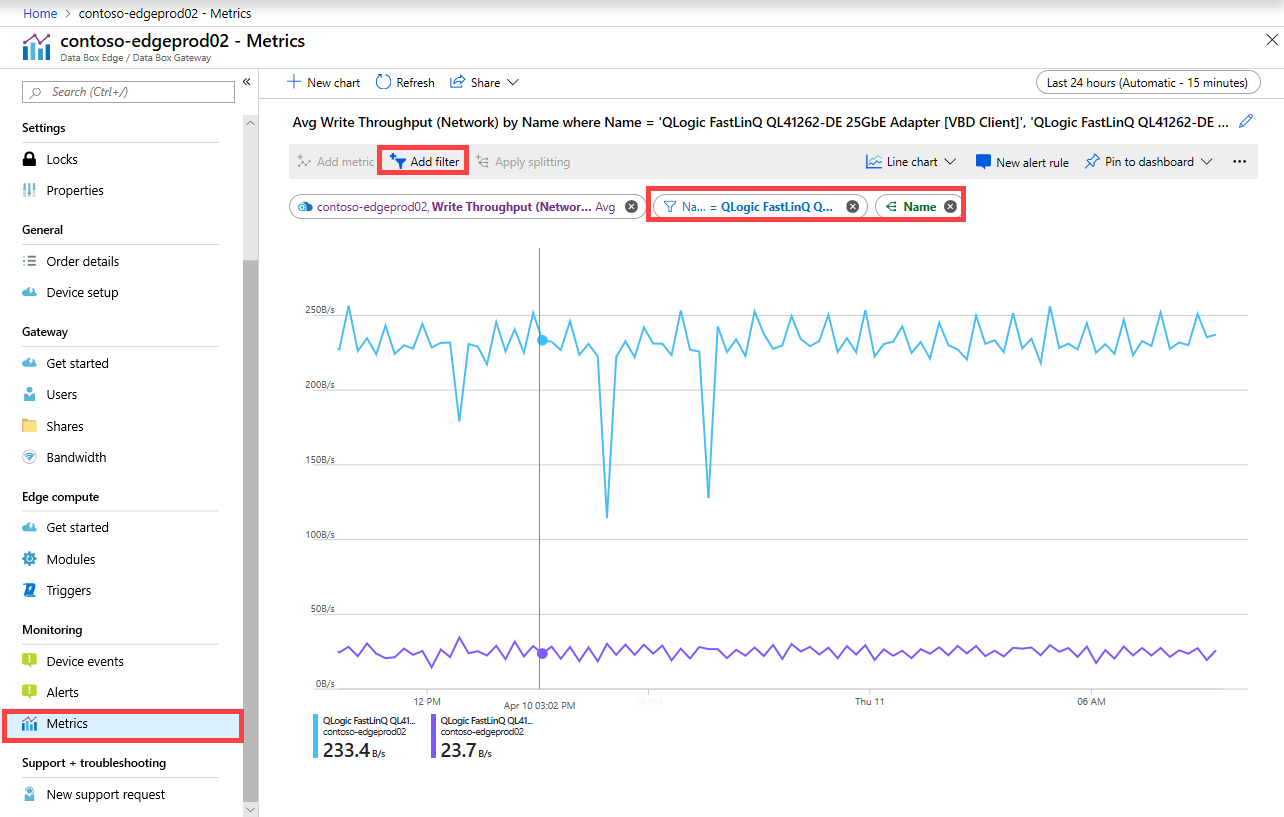 Home > contoso-edgeprod02 - Metrics
contoso-edgeprod02 - Metrics
Data Box Edge / Data Box Gateway
Search (Ctrl+/)
«
Settings
Locks
Properties
General
Order details
Device setup
Gateway
Get started
Users
Shares
Bandwidth
Edge compute
Get started
Modules
Triggers
Monitoring
Device events
Alerts
Metrics
Support + troubleshooting
New support request
New chart Refresh Share Last 24 hours (Automatic - 15 minutes)
Avg Write Throughput (Network) by Name where Name = 'QLogic FastLinQ QL41262-DE 25GbE Adapter [VBD Client]', 'QLogic FastLinQ QL41262-DE ...
Add metric Add filter Apply splitting Line chart New alert rule Pin to dashboard ...
contoso-edgeprod02, Write Throughput (Networ... Avg Na... = QLogic FastLinQ Q... Name
250B/s
200B/s
150B/s
100B/s
50B/s
0B/s
12 PM Apr 10 03:02 PM 06 PM Thu 11 06 AM
QLogic FastLinQ QL41... QLogic FastLinQ QL41...
contoso-edgeprod02 contoso-edgeprod02
233.4 B/s 23.7 B/s